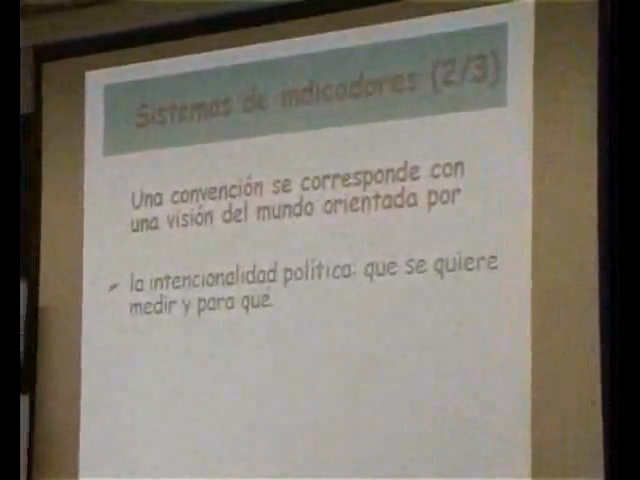 Sistemas de indicadores (2/3)
Una convención se corresponde con
una visión del mundo orientada por
la intencionalidad política: que se quiere
medir y para qué.